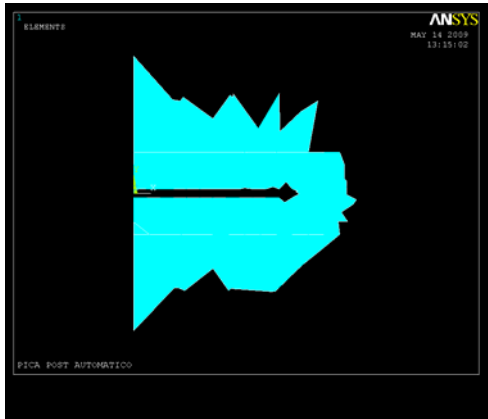 1
ELEMENTS
ANSYS
MAY 14 2009
13:15:02
PICA POST AUTOMATICO